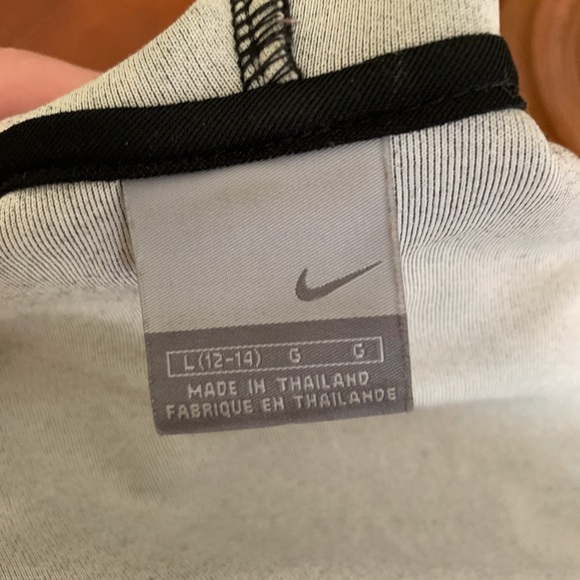 L (12-14) G G
MADE IN THAILAND
FABRIQUE EN THAILANDE